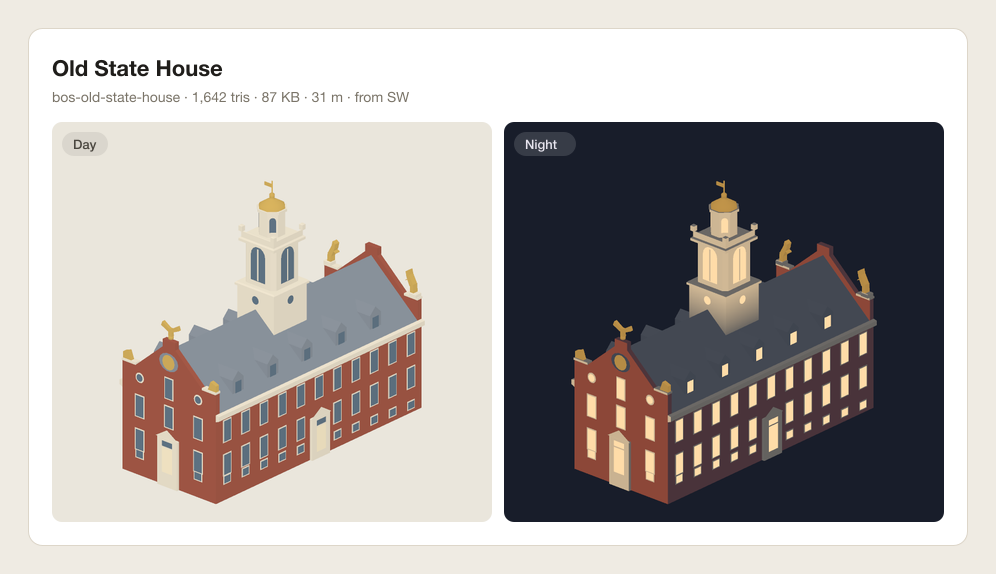 Old State House
bos-old-state-house · 1,642 tris · 87 KB · 31 m · from SW
Day
Night